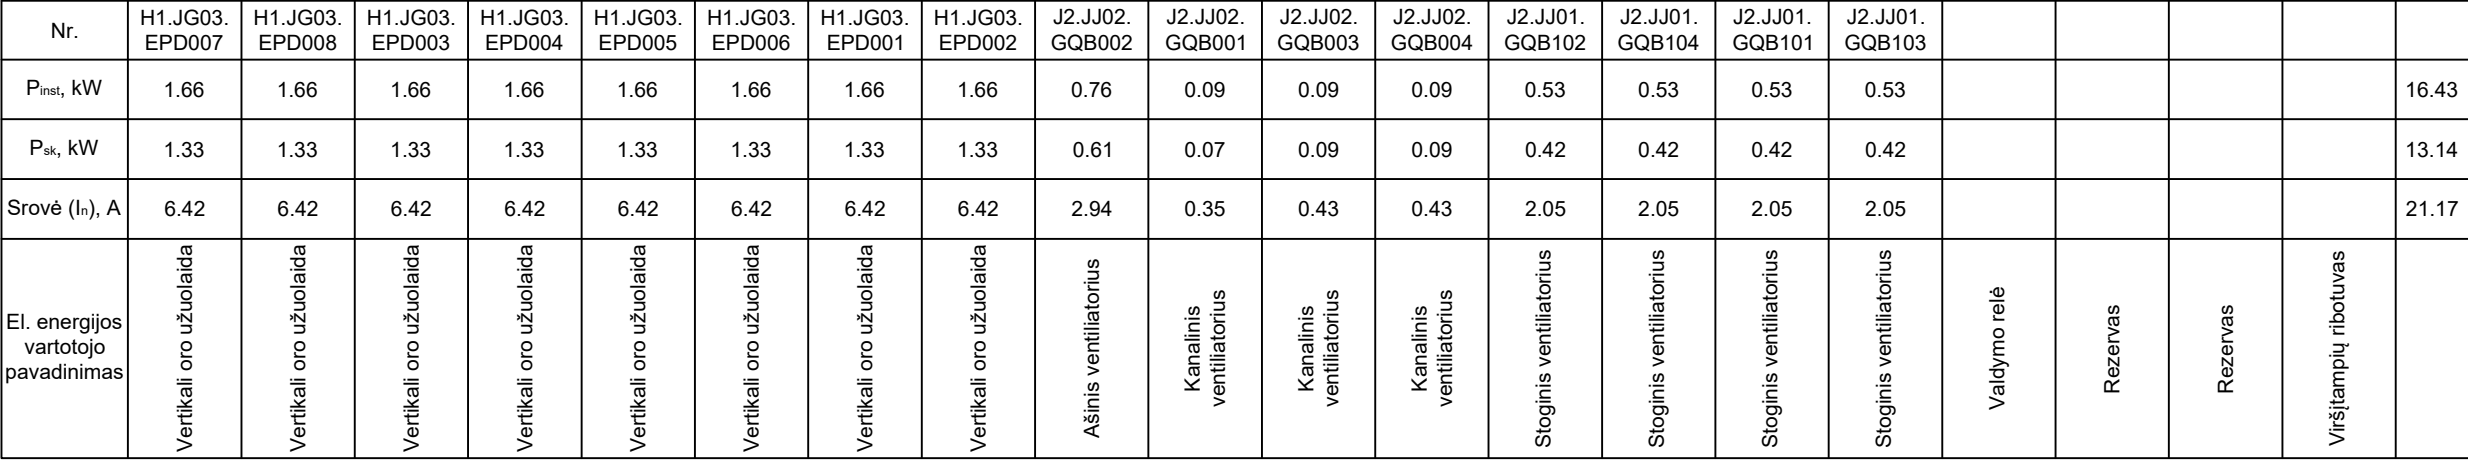 Nr. H1.JG03. H1.JG03. H1.JG03. H1.JG03. H1.JG03. H1.JG03. H1.JG03. H1.JG03. J2.JJ02. J2.JJ02. J2.JJ02. J2.JJ02. J2.JJ01. J2.JJ01. J2.JJ01. J2.JJ01.
EPD007 EPD008 EPD003 EPD004 EPD005 EPD006 EPD001 EPD002 GQB002 GQB001 GQB003 GQB004 GQB102 GQB104 GQB101 GQB103
Pinst, kW 1.66 1.66 1.66 1.66 1.66 1.66 1.66 1.66 0.76 0.09 0.09 0.09 0.53 0.53 0.53 0.53 16.43
Psk, kW 1.33 1.33 1.33 1.33 1.33 1.33 1.33 1.33 0.61 0.07 0.09 0.09 0.42 0.42 0.42 0.42 13.14
Srovė (In), A 6.42 6.42 6.42 6.42 6.42 6.42 6.42 6.42 2.94 0.35 0.43 0.43 2.05 2.05 2.05 2.05 21.17
El. energijos
vartotojo
pavadinimas
Vertikali oro užuolaida
Vertikali oro užuolaida
Vertikali oro užuolaida
Vertikali oro užuolaida
Vertikali oro užuolaida
Vertikali oro užuolaida
Vertikali oro užuolaida
Vertikali oro užuolaida
Ašinis ventiliatorius
Kanalinis
ventiliatorius
Kanalinis
ventiliatorius
Kanalinis
ventiliatorius
Stoginis ventiliatorius
Stoginis ventiliatorius
Stoginis ventiliatorius
Stoginis ventiliatorius
Valdymo relė
Rezervas
Rezervas
Viršįtampių ribotuvas